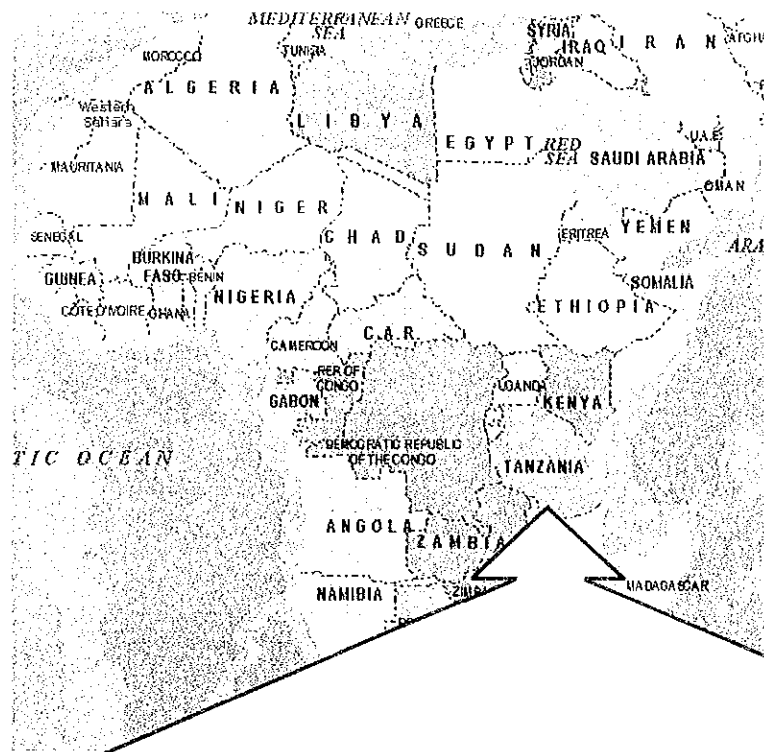 MEDITERRANEAN
SEA
GREECE
SYRIA
IRAQ
IRAN
MOROCCO
TUNISIA
JORDAN
ALGERIA
Western
Sahara
LIBYA
EGYPT
RED
SEA
SAUDI ARABIA
U.A.E
MAURITANIA
OMAN
MALI
NIGER
CHAD
SUDAN
ERITREA
YEMEN
SENEGAL
BURKINA
FASO
BENIN
GUINEA
NIGERIA
SOMALIA
ETHIOPIA
COTE D'IVOIRE
GHANA
CAR
CAMEROON
REP. OF
CONGO
GABON
UGANDA
KENYA
TIC OCEAN
DEMOCRATIC REPUBLIC
OF THE CONGO
TANZANIA
ANGOLA
ZAMBIA
NAMIBIA
MADAGASCAR